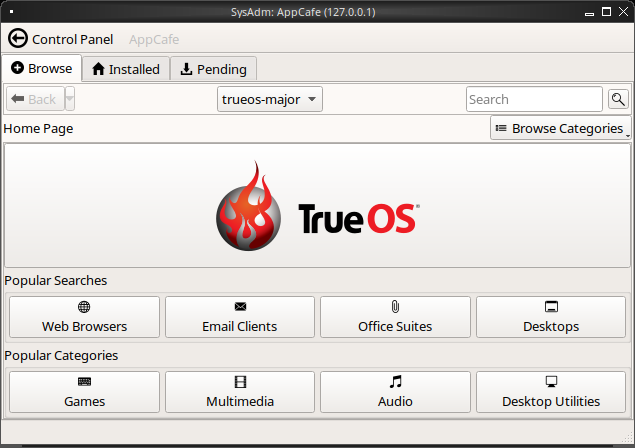 SysAdm: AppCafe (127.0.0.1)
Control Panel AppCafe
Browse Installed Pending
Back trueos-major Search
Home Page Browse Categories
TrueOS®
Popular Searches
Web Browsers Email Clients Office Suites Desktops
Popular Categories
Games Multimedia Audio Desktop Utilities